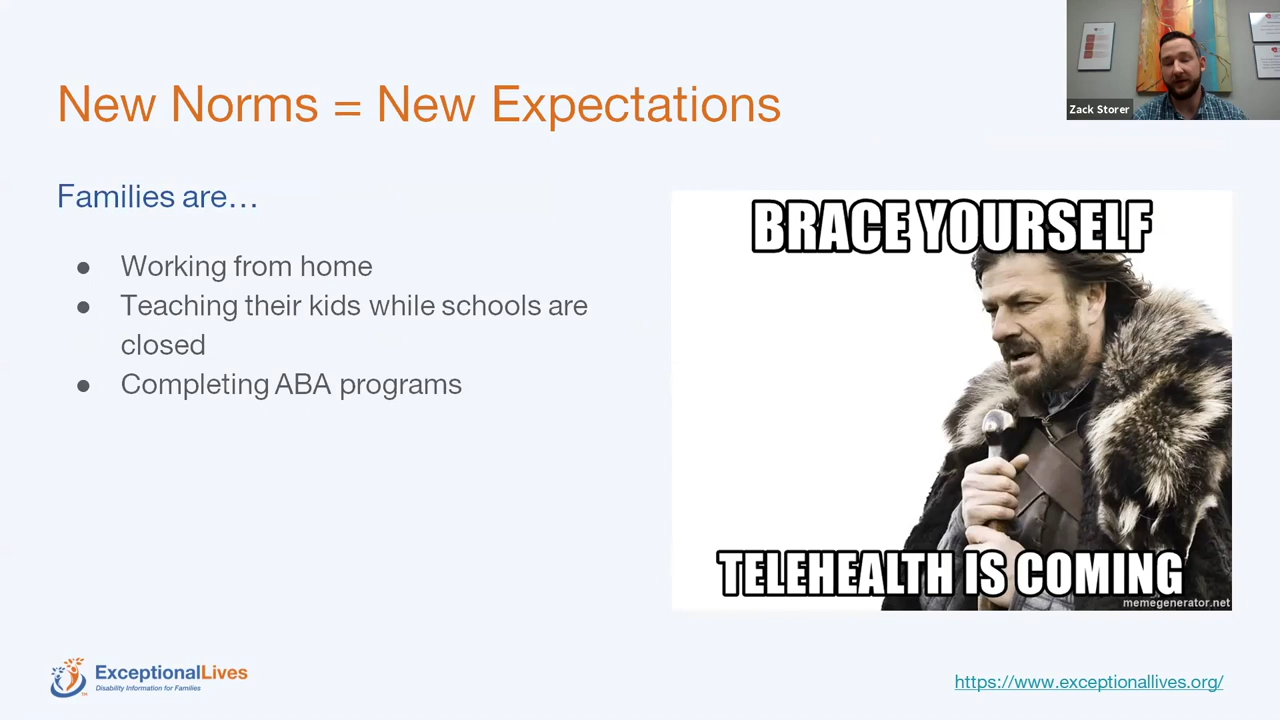 New Norms = New Expectations
Zack Storer
Families are…
● Working from home
● Teaching their kids while schools are
closed
● Completing ABA programs
BRACE YOURSELF
TELEHEALTH IS COMING
memegenerator.net
ExceptionalLives
Disability Information for Families
TM
https://www.exceptionallives.org/